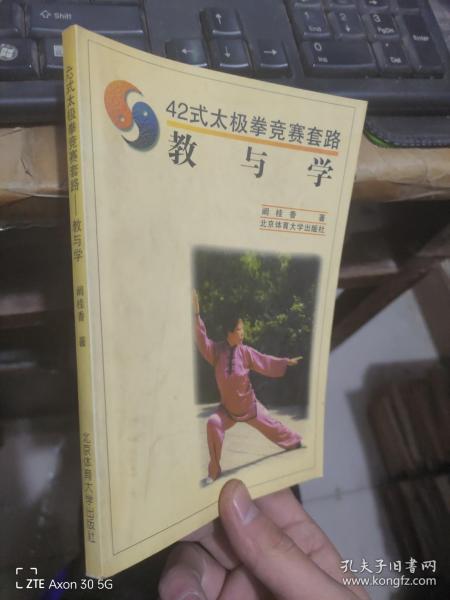 42式太极拳竞赛套路
教与学
阚桂香 著
北京体育大学出版社
42式太极拳竞赛套路——教与学 阚桂香 著 北京体育大学出版社
ZTE Axon 30 5G
孔夫子旧书网
www.kongfz.com